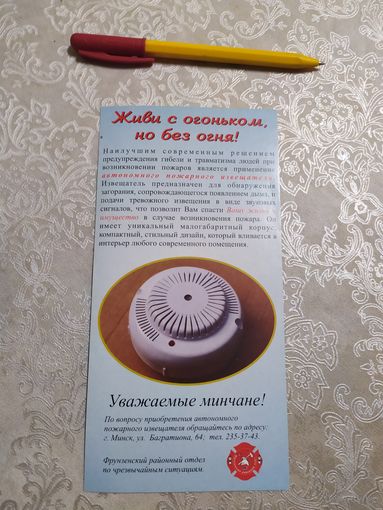 Живи с огоньком,
но без огня!
Наилучшим современным решением
предупреждения гибели и травматизма людей при
возникновении пожаров является применение
автономного пожарного извещателя.
Извещатель предназначен для обнаружения
загорания, сопровождающегося появлением дыма, и
подачи тревожного извещения в виде звуковых
сигналов, что позволит Вам спасти Вашу жизнь и
имущество в случае возникновения пожара. Он
имеет уникальный малогабаритный корпус,
компактный, стильный дизайн, который вливается в
интерьер любого современного помещения.
Уважаемые минчане!
По вопросу приобретения автономного
пожарного извещателя обращайтесь по адресу:
г. Минск, ул. Багратиона, 64; тел. 235-37-43.
Фрунзенский районный отдел
по чрезвычайным ситуациям